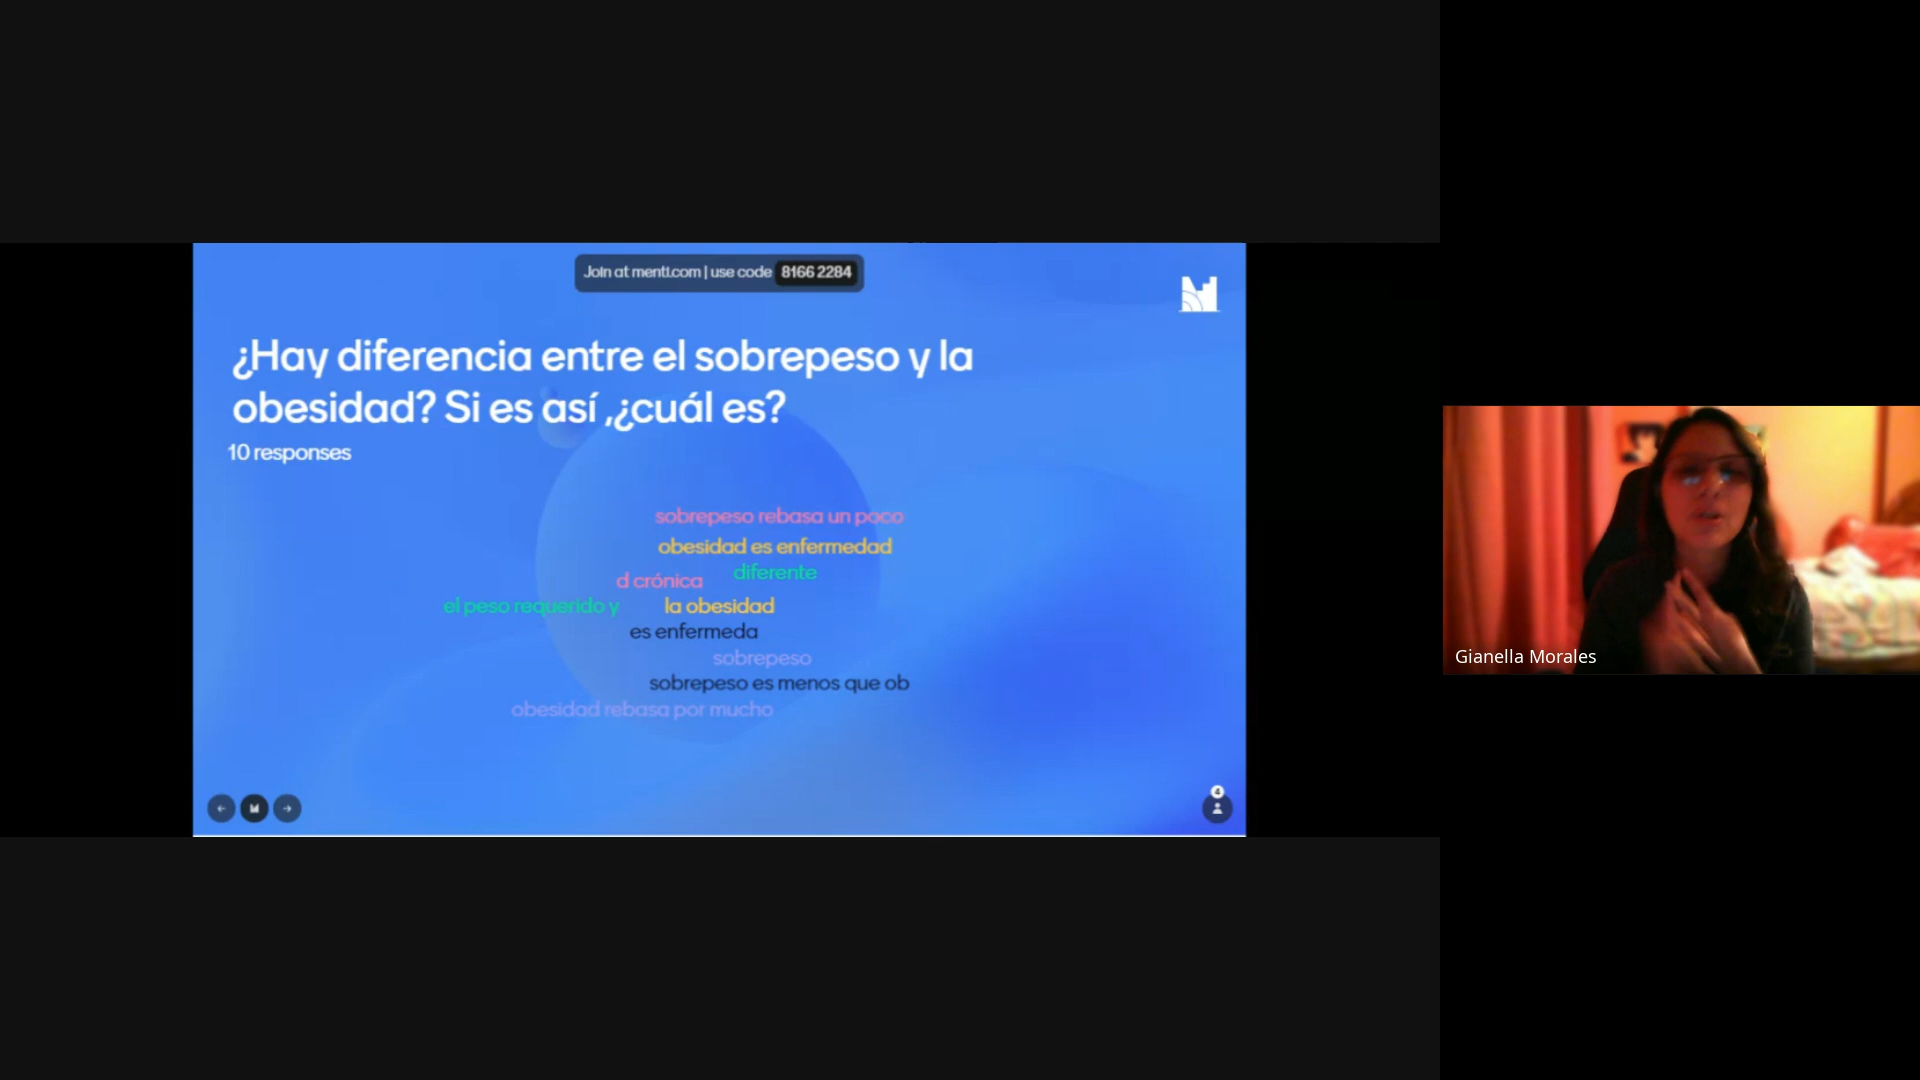 Join at menti.com | use code 8166 2284
¿Hay diferencia entre el sobrepeso y la
obesidad? Si es así ,¿cuál es?
10 responses
sobrepeso rebasa un poco
obesidad es enfermedad
diferente
d crónica
el peso requerido y
la obesidad
es enfermeda
sobrepeso
sobrepeso es menos que ob
obesidad rebasa por mucho
4
Gianella Morales